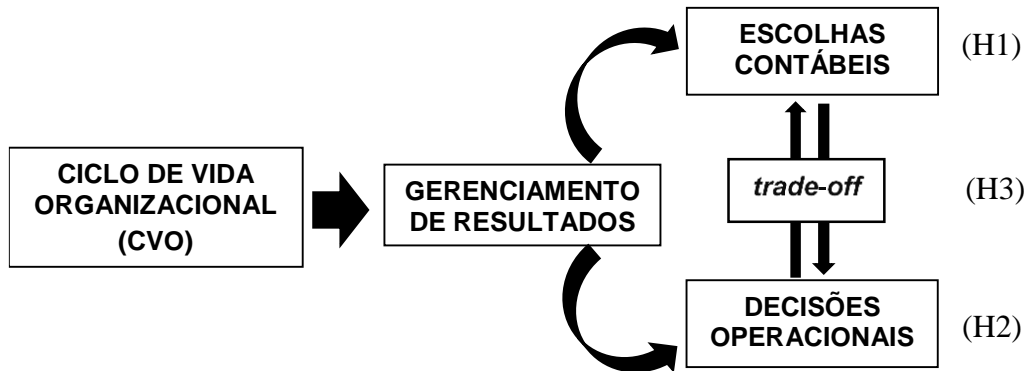 ESCOLHAS
CONTÁBEIS
(H1)
CICLO DE VIDA
ORGANIZACIONAL
(CVO)
GERENCIAMENTO
DE RESULTADOS
trade-off
(H3)
DECISÕES
OPERACIONAIS
(H2)